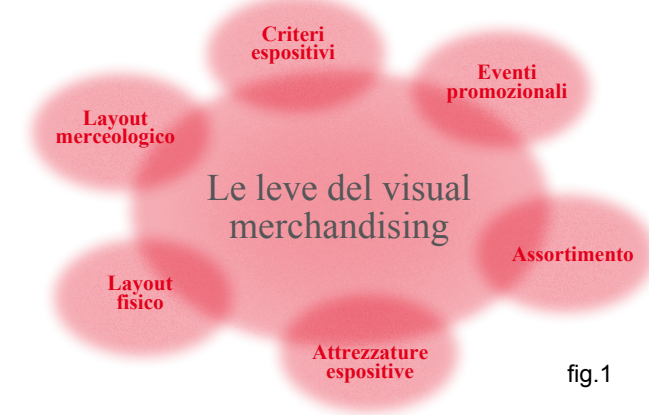 Criteri
espositivi
Eventi
promozionali
Layout
merceologico
Le leve del visual
merchandising
Assortimento
Layout
fisico
Attrezzature
espositive
fig.1